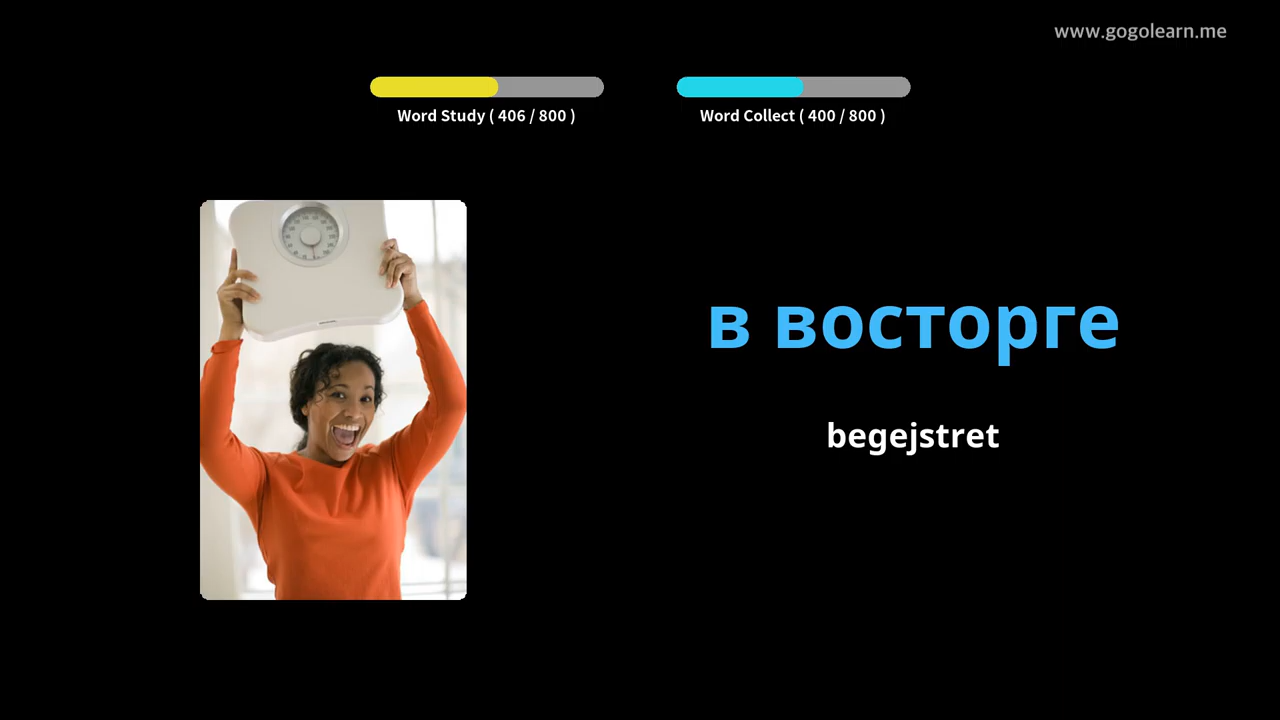 www.gogolearn.me
Word Study ( 406 / 800 )
Word Collect ( 400 / 800 )
в восторге
begejstret